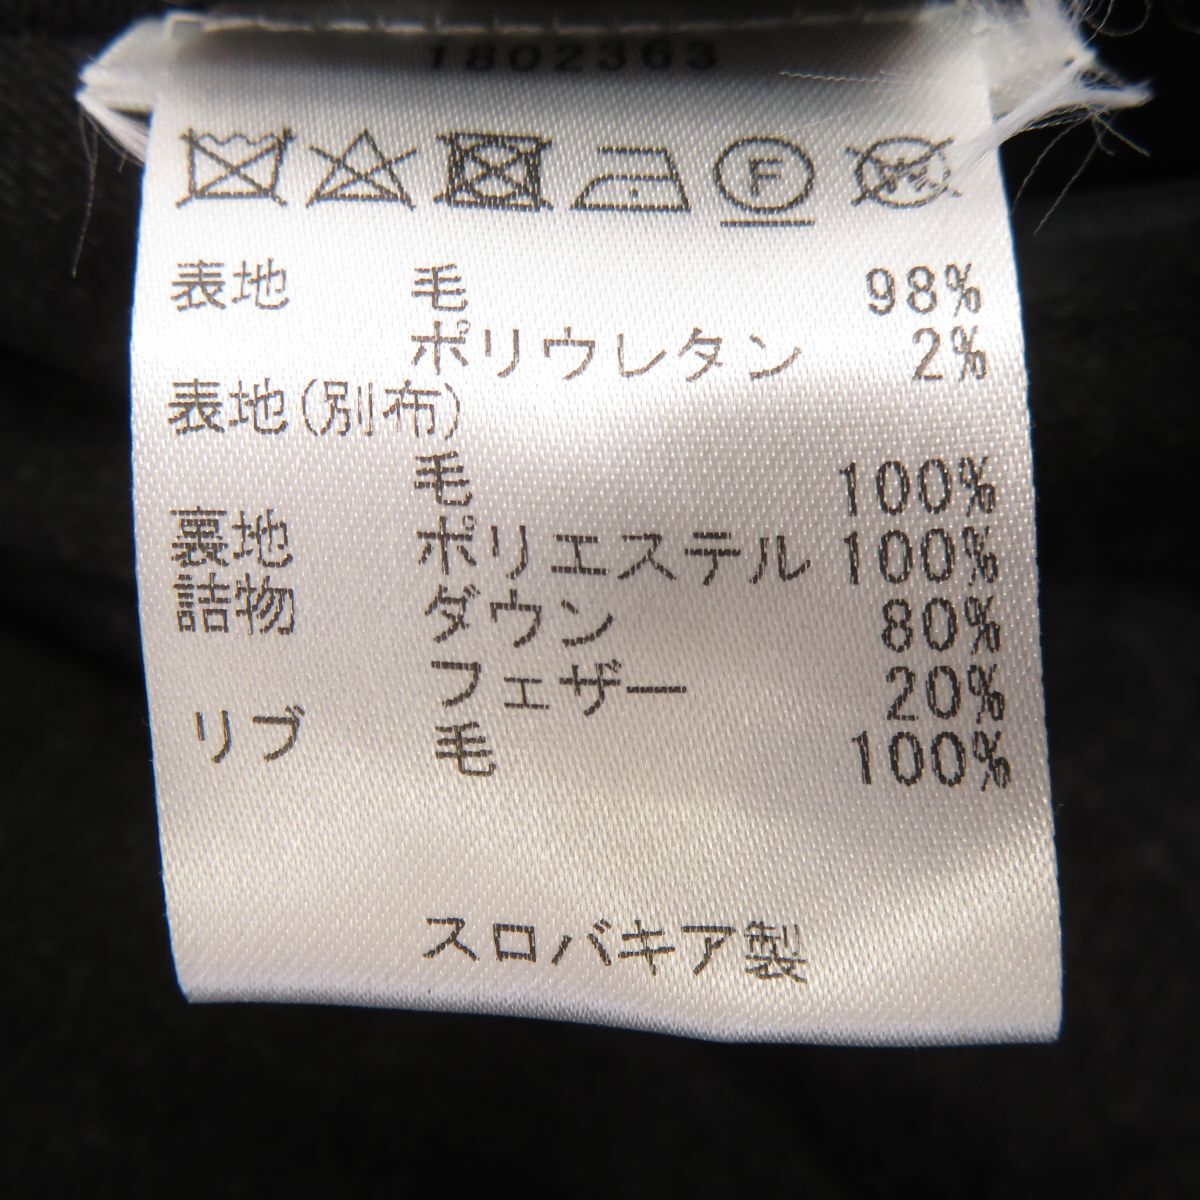 1802363
F
表地 毛 98%
ポリウレタン 2%
表地(別布)
毛 100%
裏地 ポリエステル 100%
詰物 ダウン 80%
フェザー 20%
リブ 毛 100%
スロバキア製